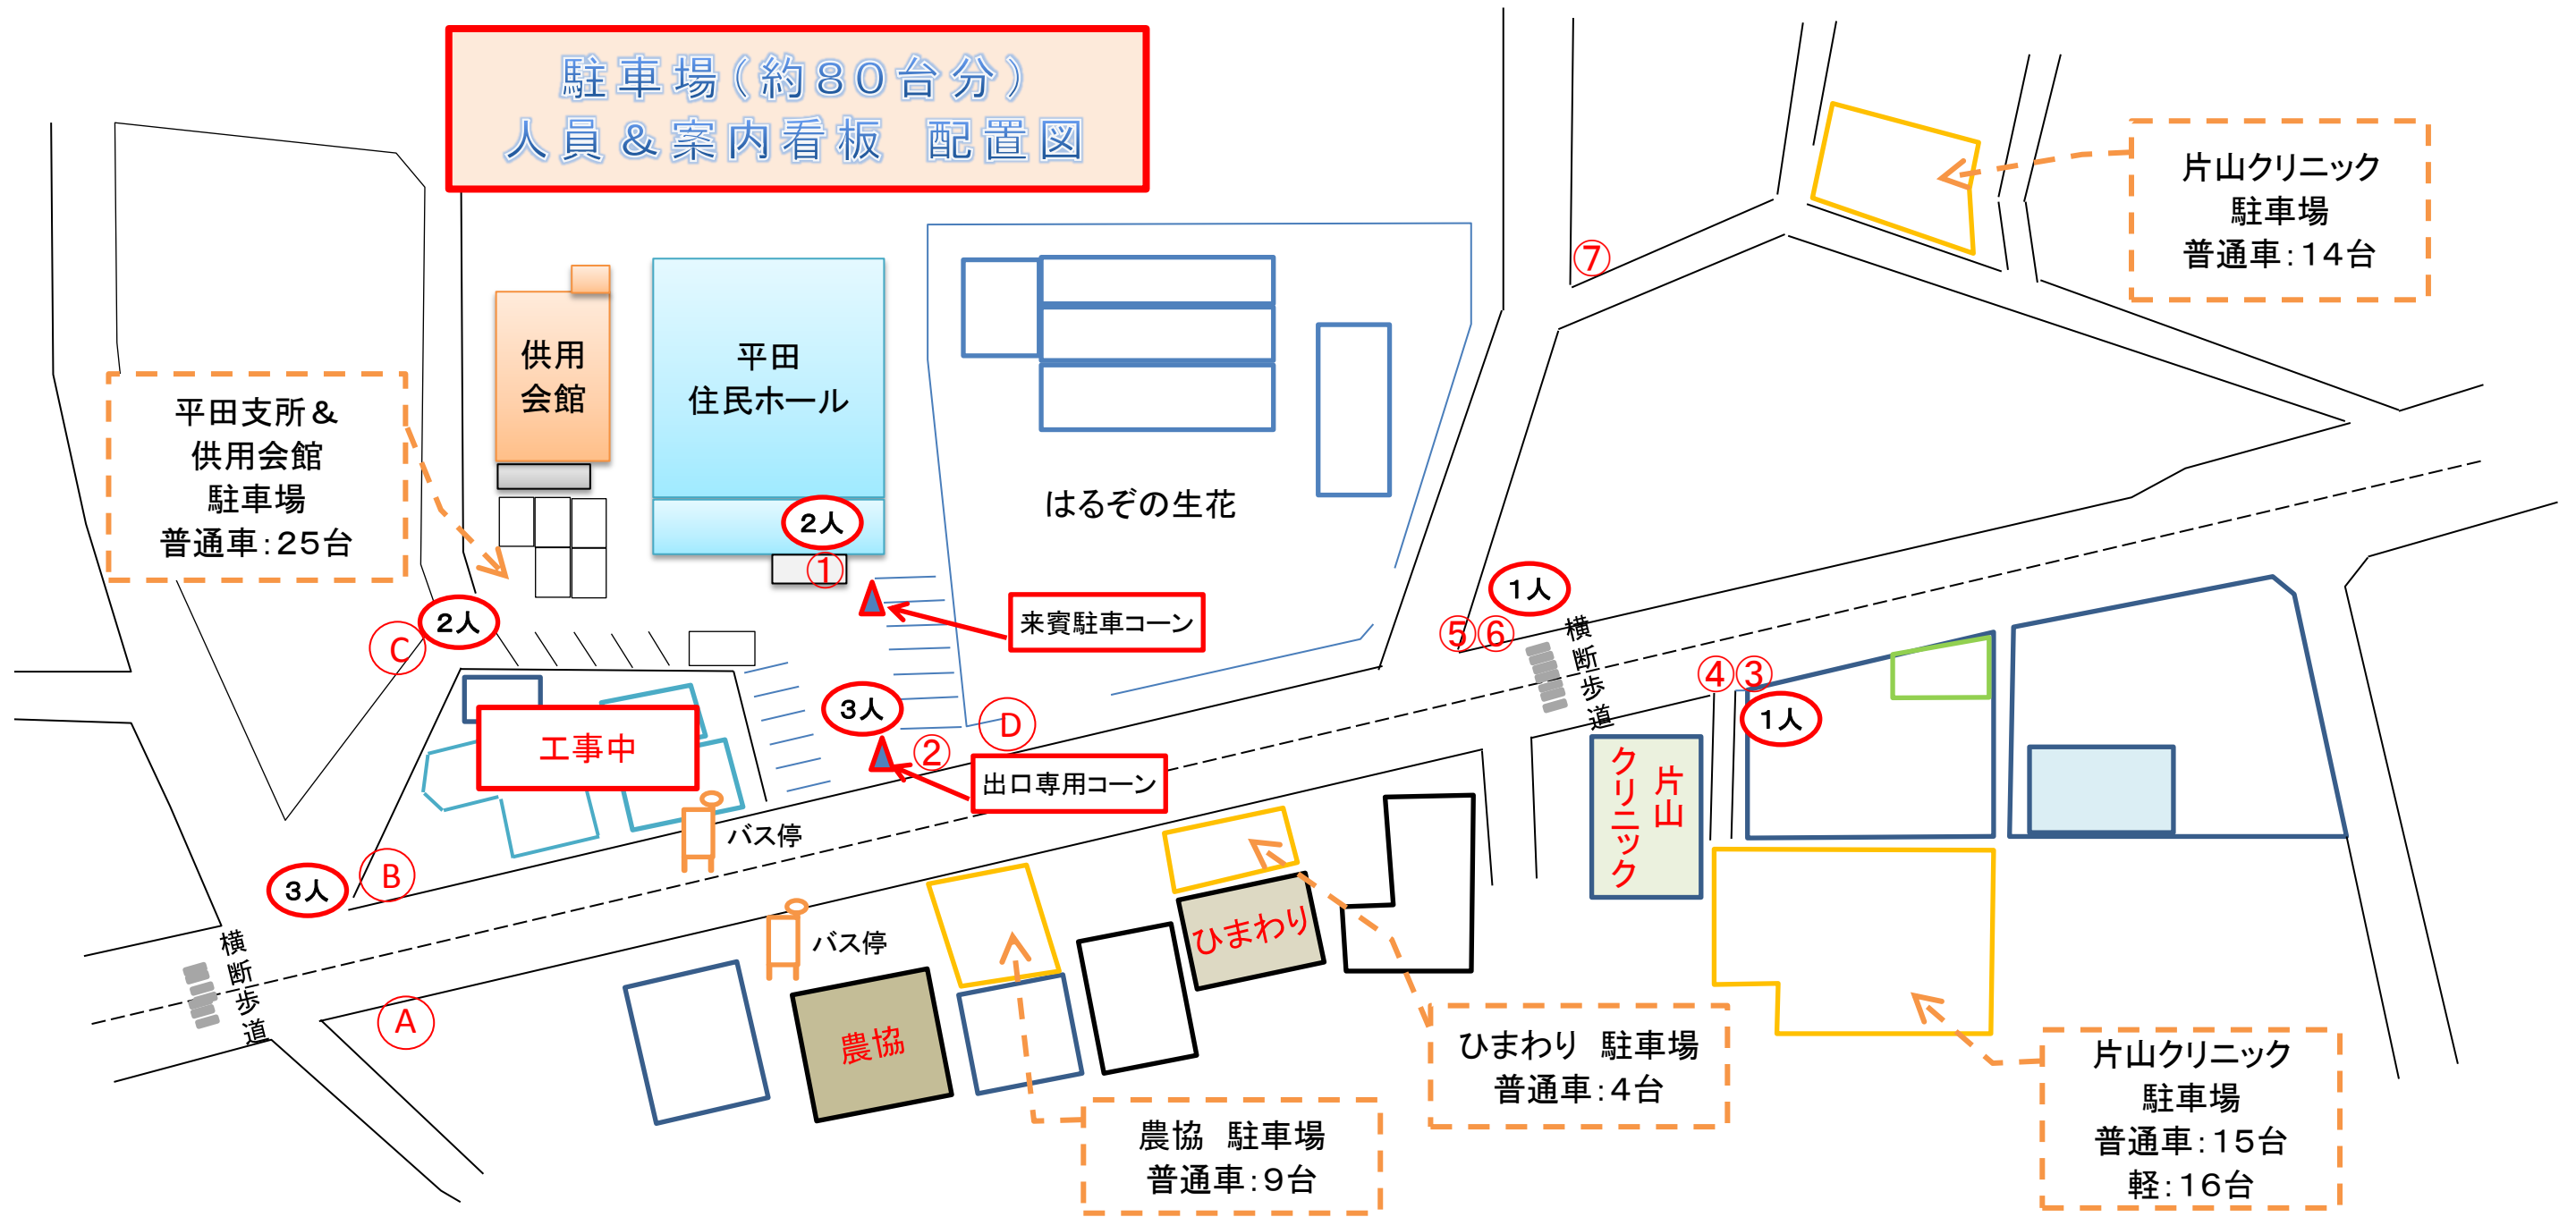 駐車場（約８０台分）
人員＆案内看板　配置図
片山クリニック
駐車場
普通車：１４台
⑦
供用
会館
平田
住民ホール
平田支所＆
供用会館
駐車場
普通車：２５台
はるぞの生花
２人
①
来賓駐車コーン
２人
C
１人
⑤
⑥
横断歩道
④
③
１人
３人
②
D
出口専用コーン
工事中
バス停
片山
クリニック
３人
B
バス停
ひまわり
横断歩道
A
農協
ひまわり　駐車場
普通車：４台
農協　駐車場
普通車：９台
片山クリニック
駐車場
普通車：１５台
軽：１６台